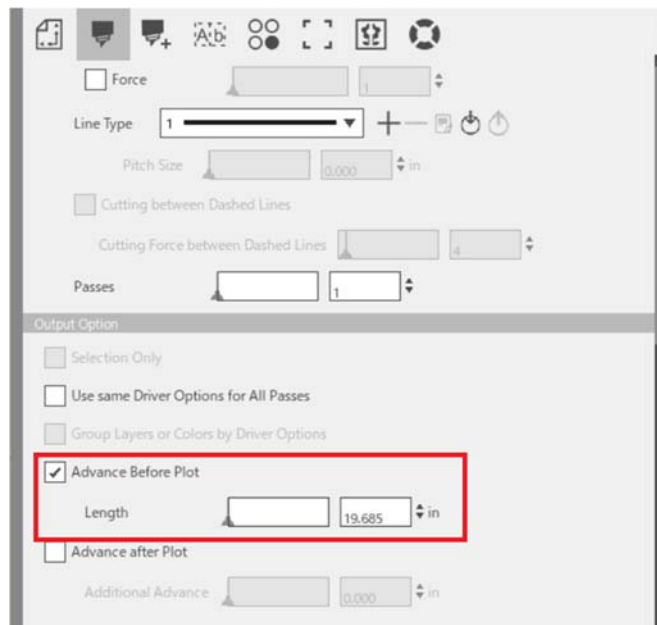 A b
Force 1
Line Type 1
Pitch Size 0.000 in
Cutting between Dashed Lines
Cutting Force between Dashed Lines 4
Passes 1
Output Option
Selection Only
Use same Driver Options for All Passes
Group Layers or Colors by Driver Options
Advance Before Plot
Length 19.685 in
Advance after Plot
Additional Advance 0.000 in